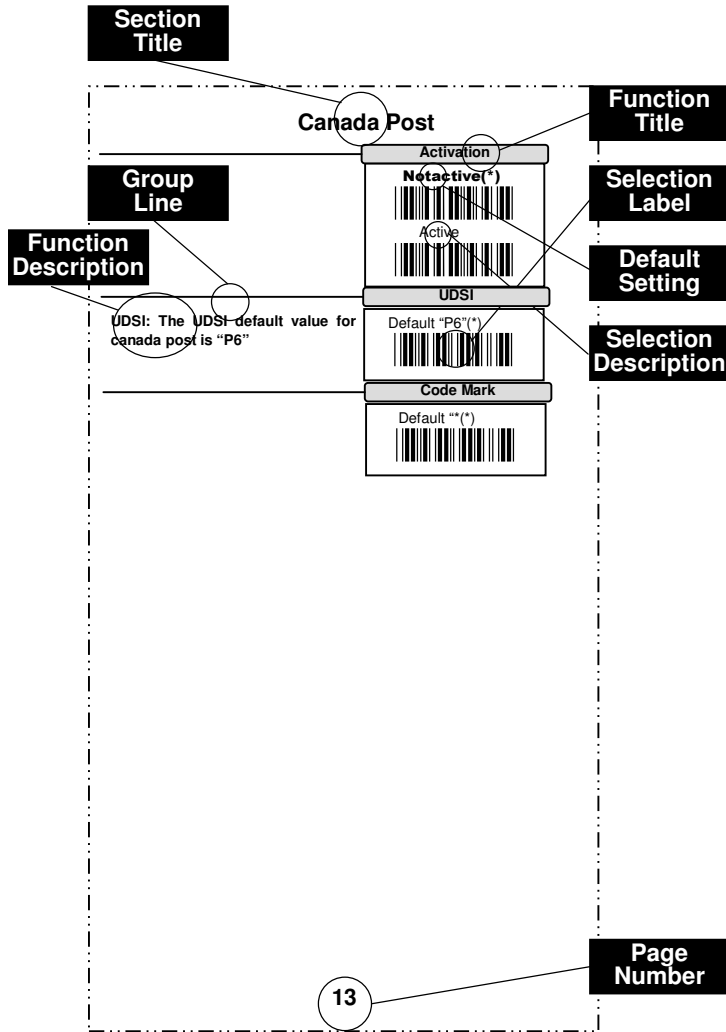 Section
Title
Canada Post
Function
Title
Activation
Group
Line
Notactive(*)
Selection
Label
Active
Function
Description
Default
Setting
UDSI
UDSI: The UDSI default value for
canada post is “P6”
Default “P6”(*)
Selection
Description
Code Mark
Default “*(*)
Page
Number
13